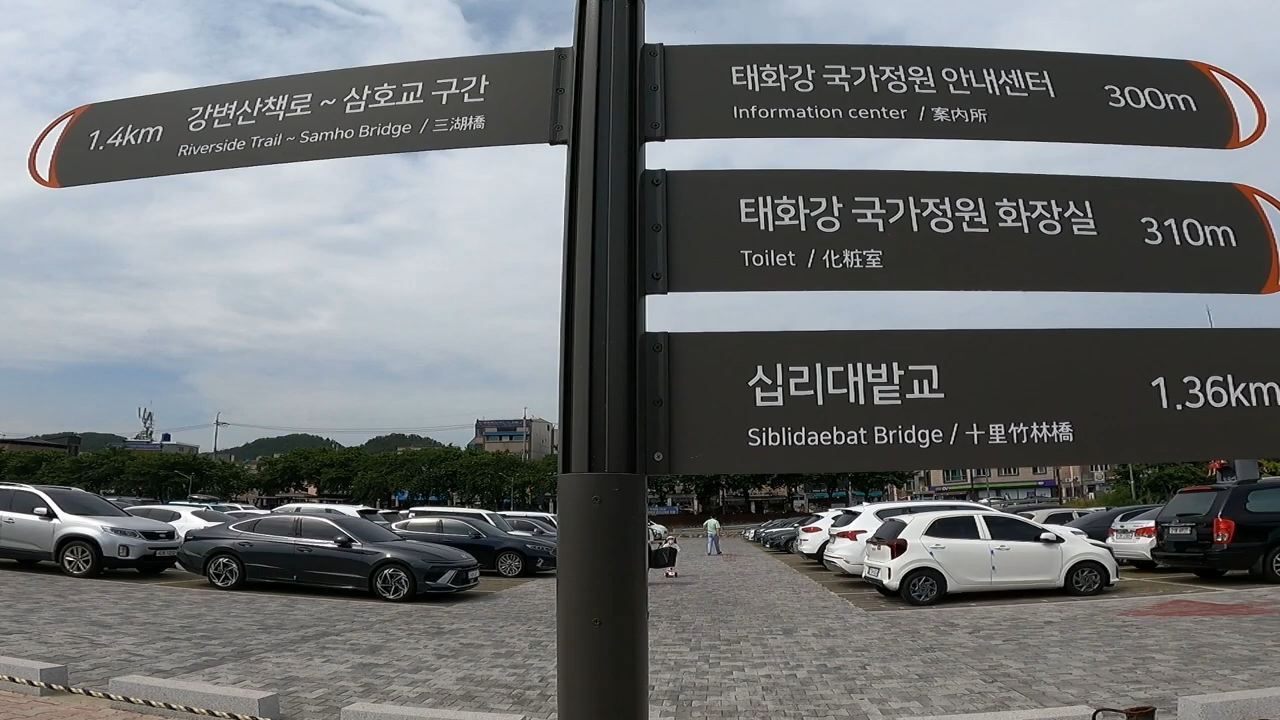 1.4km 강변산책로 ~ 삼호교 구간
Riverside Trail ~ Samho Bridge / 三湖橋
태화강 국가정원 안내센터 300m
Information center / 案内所
태화강 국가정원 화장실 310m
Toilet / 化粧室
십리대밭교 1.36km
Siblidaebat Bridge / 十里竹林橋